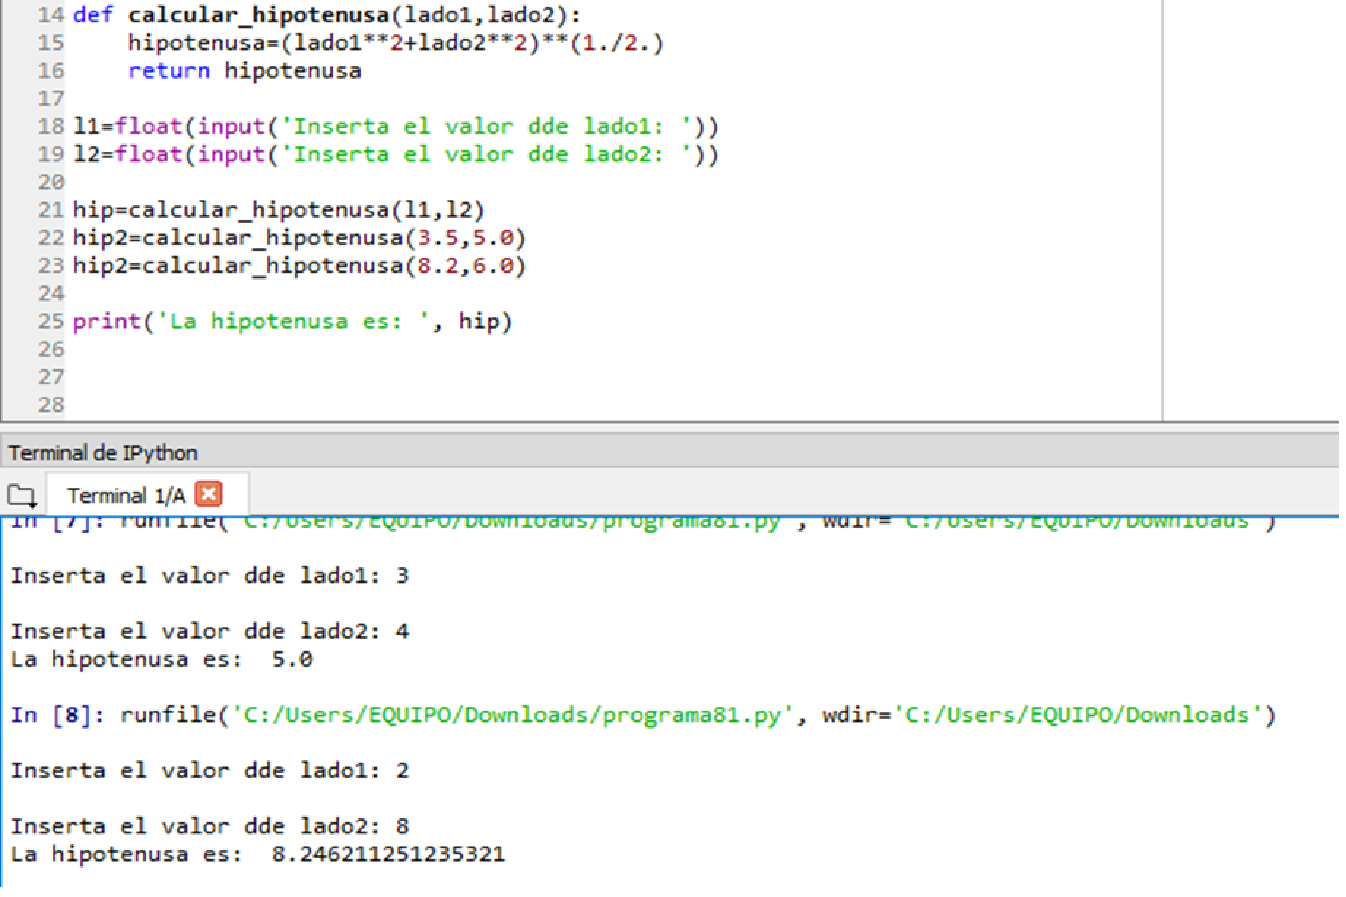 14 def calcular_hipotenusa(lado1,lado2):
15     hipotenusa=(lado1**2+lado2**2)**(1./2.)
16     return hipotenusa
17
18 l1=float(input('Inserta el valor dde lado1: '))
19 l2=float(input('Inserta el valor dde lado2: '))
20
21 hip=calcular_hipotenusa(l1,l2)
22 hip2=calcular_hipotenusa(3.5,5.0)
23 hip2=calcular_hipotenusa(8.2,6.0)
24
25 print('La hipotenusa es: ', hip)
26
27
28
Terminal de IPython
Terminal 1/A
In [7]: runfile('C:/Users/EQUIPO/Downloads/programa81.py', wdir='C:/Users/EQUIPO/Downloads')
Inserta el valor dde lado1: 3
Inserta el valor dde lado2: 4
La hipotenusa es:  5.0
In [8]: runfile('C:/Users/EQUIPO/Downloads/programa81.py', wdir='C:/Users/EQUIPO/Downloads')
Inserta el valor dde lado1: 2
Inserta el valor dde lado2: 8
La hipotenusa es:  8.246211251235321